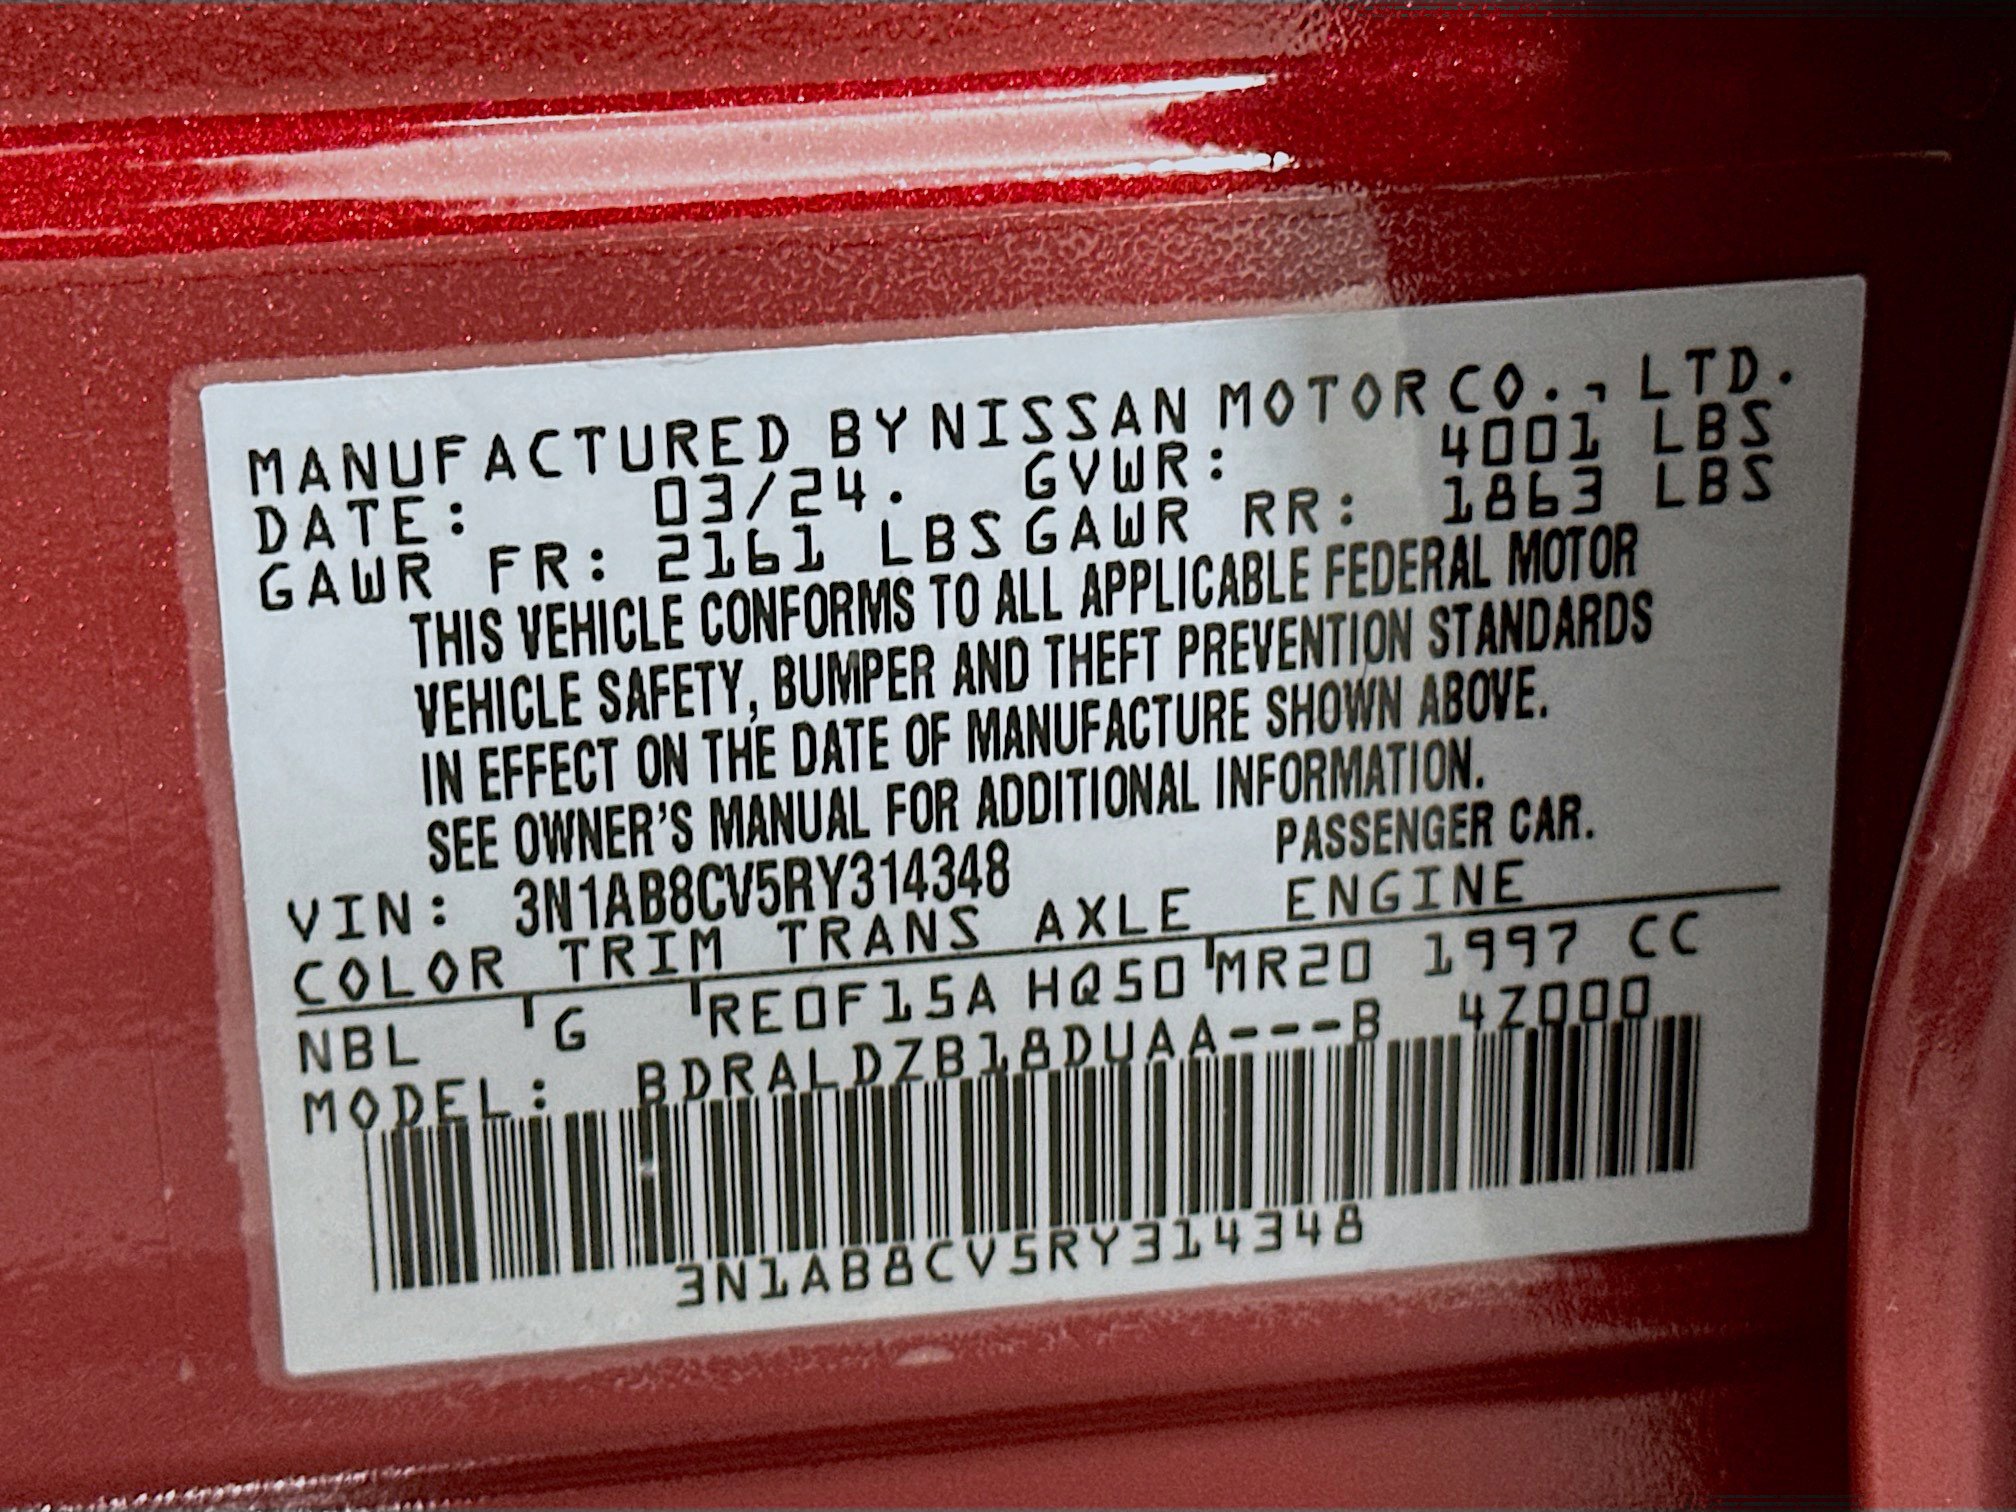 MANUFACTURED BY NISSAN MOTOR CO., LTD.
DATE: 03/24. GVWR: 4001 LBS
GAWR FR: 2161 LBS GAWR RR: 1863 LBS
THIS VEHICLE CONFORMS TO ALL APPLICABLE FEDERAL MOTOR
VEHICLE SAFETY, BUMPER AND THEFT PREVENTION STANDARDS
IN EFFECT ON THE DATE OF MANUFACTURE SHOWN ABOVE.
SEE OWNER'S MANUAL FOR ADDITIONAL INFORMATION.
VIN: 3N1AB8CV5RY314348 PASSENGER CAR.
COLOR TRIM TRANS AXLE ENGINE
NBL G RE0F15A HQ50 MR20 1997 CC
MODEL: BDRALDZB18DUAA---B 4Z000
3N1AB8CV5RY314348